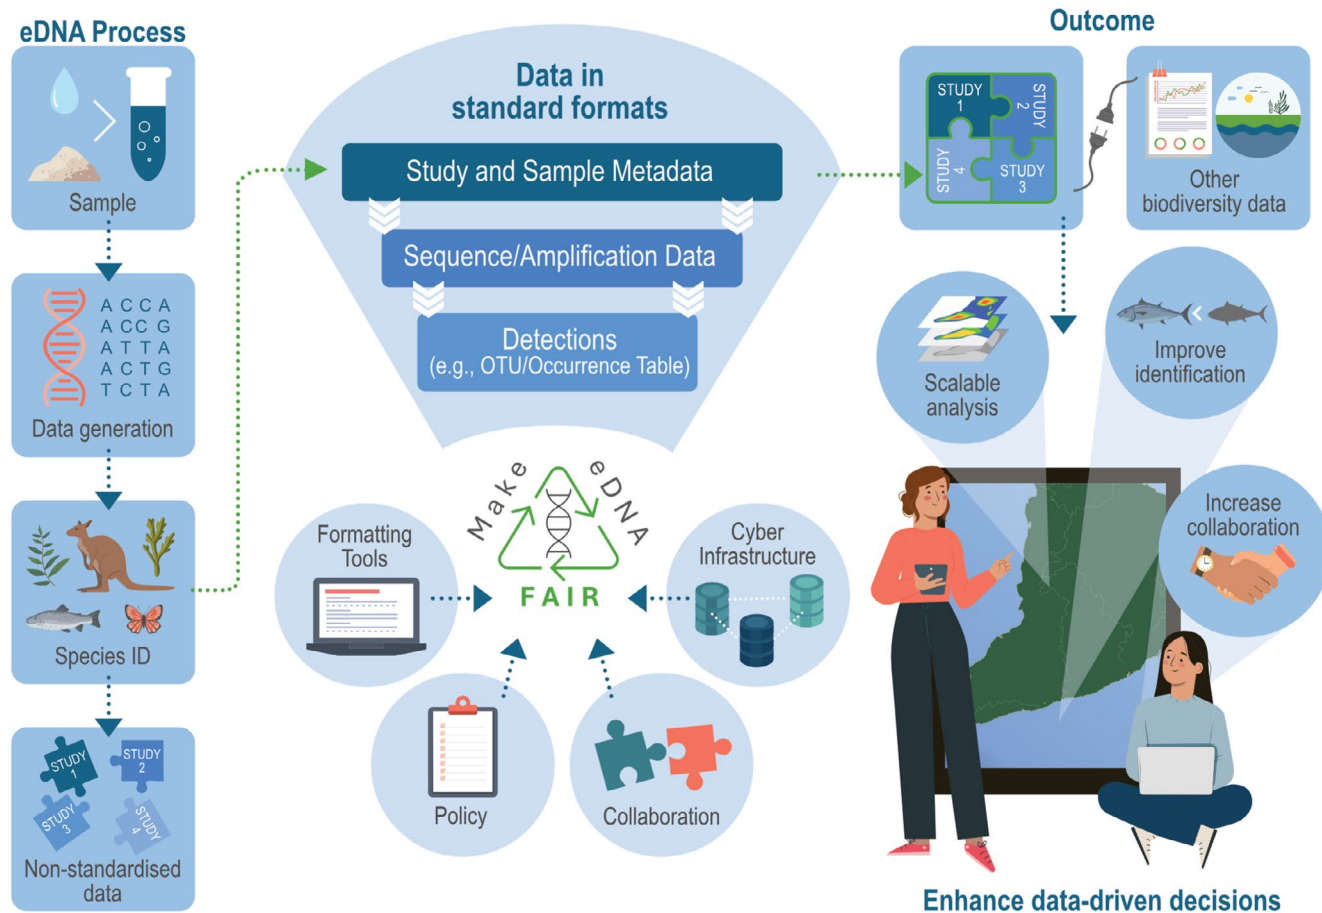 eDNA Process
Sample
A C C A
A C C G
A T T A
A C T G
T C T A
Data generation
Species ID
STUDY
1
STUDY
2
STUDY
3
STUDY
4
Non-standardised
data
Data in
standard formats
Study and Sample Metadata
Sequence/Amplification Data
Detections
(e.g., OTU/Occurrence Table)
Make eDNA
FAIR
Formatting
Tools
Policy
Collaboration
Cyber
Infrastructure
Outcome
STUDY
1
STUDY
2
STUDY
3
STUDY
4
Other
biodiversity data
Scalable
analysis
Improve
identification
Increase
collaboration
Enhance data-driven decisions